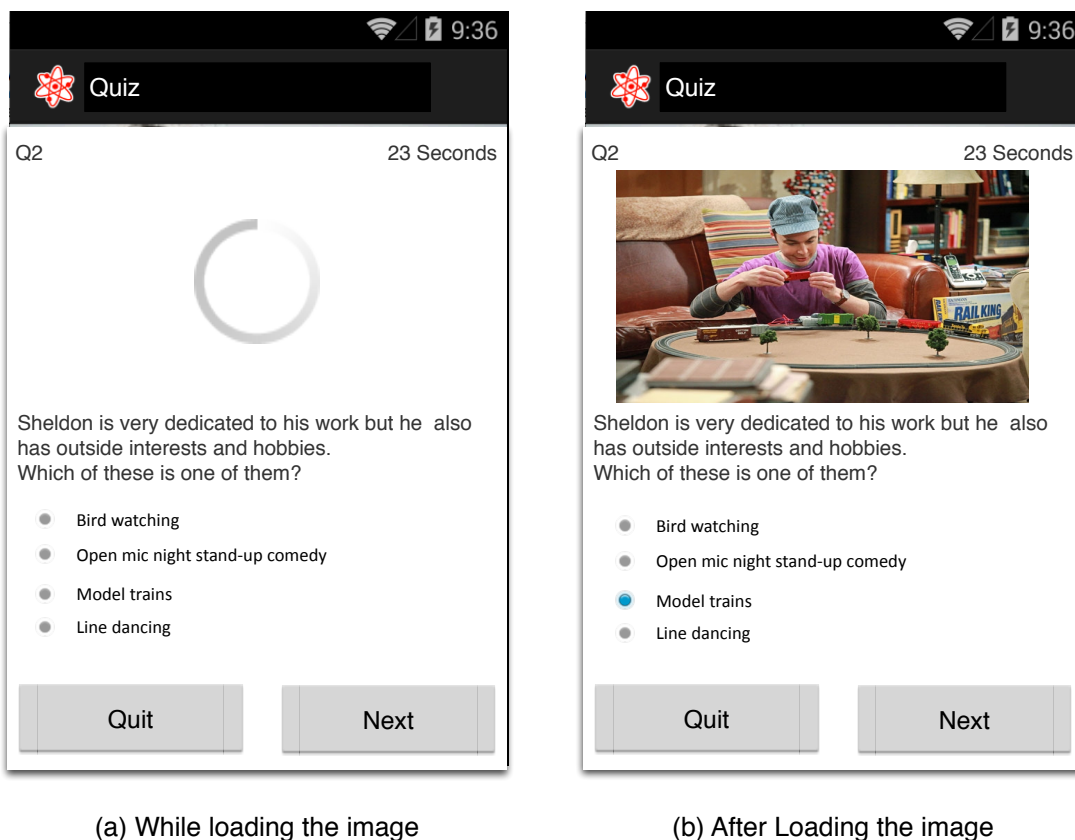 9:36
Quiz
Q2 23 Seconds
Sheldon is very dedicated to his work but he  also
has outside interests and hobbies.
Which of these is one of them?
Bird watching
Open mic night stand-up comedy
Model trains
Line dancing
Quit Next
(a) While loading the image
9:36
Quiz
Q2 23 Seconds
RAIL KING
Sheldon is very dedicated to his work but he  also
has outside interests and hobbies.
Which of these is one of them?
Bird watching
Open mic night stand-up comedy
Model trains
Line dancing
Quit Next
(b) After Loading the image